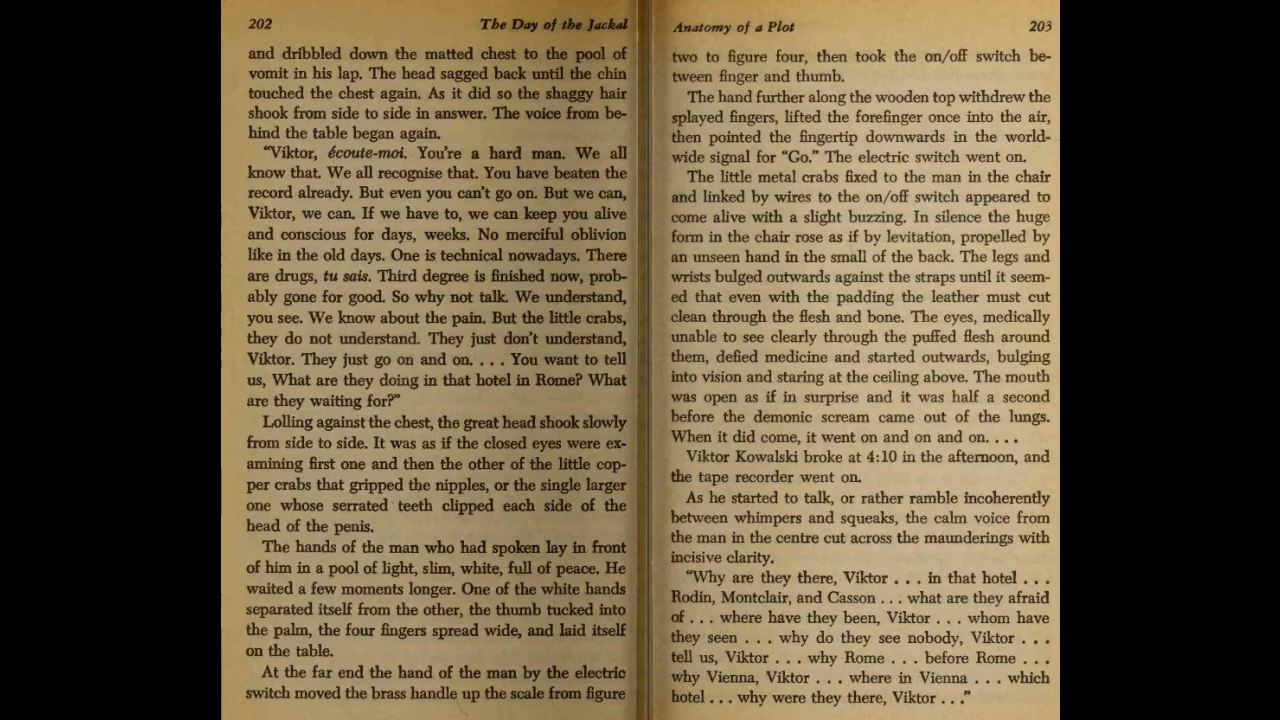 202 The Day of the Jackal
and dribbled down the matted chest to the pool of
vomit in his lap. The head sagged back until the chin
touched the chest again. As it did so the shaggy hair
shook from side to side in answer. The voice from be-
hind the table began again.
"Viktor, écoute-moi. You're a hard man. We all
know that. We all recognise that. You have beaten the
record already. But even you can't go on. But we can,
Viktor, we can. If we have to, we can keep you alive
and conscious for days, weeks. No merciful oblivion
like in the old days. One is technical nowadays. There
are drugs, tu sais. Third degree is finished now, prob-
ably gone for good. So why not talk. We understand,
you see. We know about the pain. But the little crabs,
they do not understand. They just don't understand,
Viktor. They just go on and on. . . . You want to tell
us, What are they doing in that hotel in Rome? What
are they waiting for?"
Lolling against the chest, the great head shook slowly
from side to side. It was as if the closed eyes were ex-
amining first one and then the other of the little cop-
per crabs that gripped the nipples, or the single larger
one whose serrated teeth clipped each side of the
head of the penis.
The hands of the man who had spoken lay in front
of him in a pool of light, slim, white, full of peace. He
waited a few moments longer. One of the white hands
separated itself from the other, the thumb tucked into
the palm, the four fingers spread wide, and laid itself
on the table.
At the far end the hand of the man by the electric
switch moved the brass handle up the scale from figure
Anatomy of a Plot 203
two to figure four, then took the on/off switch be-
tween finger and thumb.
The hand further along the wooden top withdrew the
splayed fingers, lifted the forefinger once into the air,
then pointed the fingertip downwards in the world-
wide signal for "Go." The electric switch went on.
The little metal crabs fixed to the man in the chair
and linked by wires to the on/off switch appeared to
come alive with a slight buzzing. In silence the huge
form in the chair rose as if by levitation, propelled by
an unseen hand in the small of the back. The legs and
wrists bulged outwards against the straps until it seem-
ed that even with the padding the leather must cut
clean through the flesh and bone. The eyes, medically
unable to see clearly through the puffed flesh around
them, defied medicine and started outwards, bulging
into vision and staring at the ceiling above. The mouth
was open as if in surprise and it was half a second
before the demonic scream came out of the lungs.
When it did come, it went on and on and on. . . .
Viktor Kowalski broke at 4:10 in the afternoon, and
the tape recorder went on.
As he started to talk, or rather ramble incoherently
between whimpers and squeaks, the calm voice from
the man in the centre cut across the maunderings with
incisive clarity.
"Why are they there, Viktor . . . in that hotel . . .
Rodin, Montclair, and Casson . . . what are they afraid
of . . . where have they been, Viktor . . . whom have
they seen . . . why do they see nobody, Viktor . . .
tell us, Viktor . . . why Rome . . . before Rome . . .
why Vienna, Viktor . . . where in Vienna . . . which
hotel . . . why were they there, Viktor . . ."